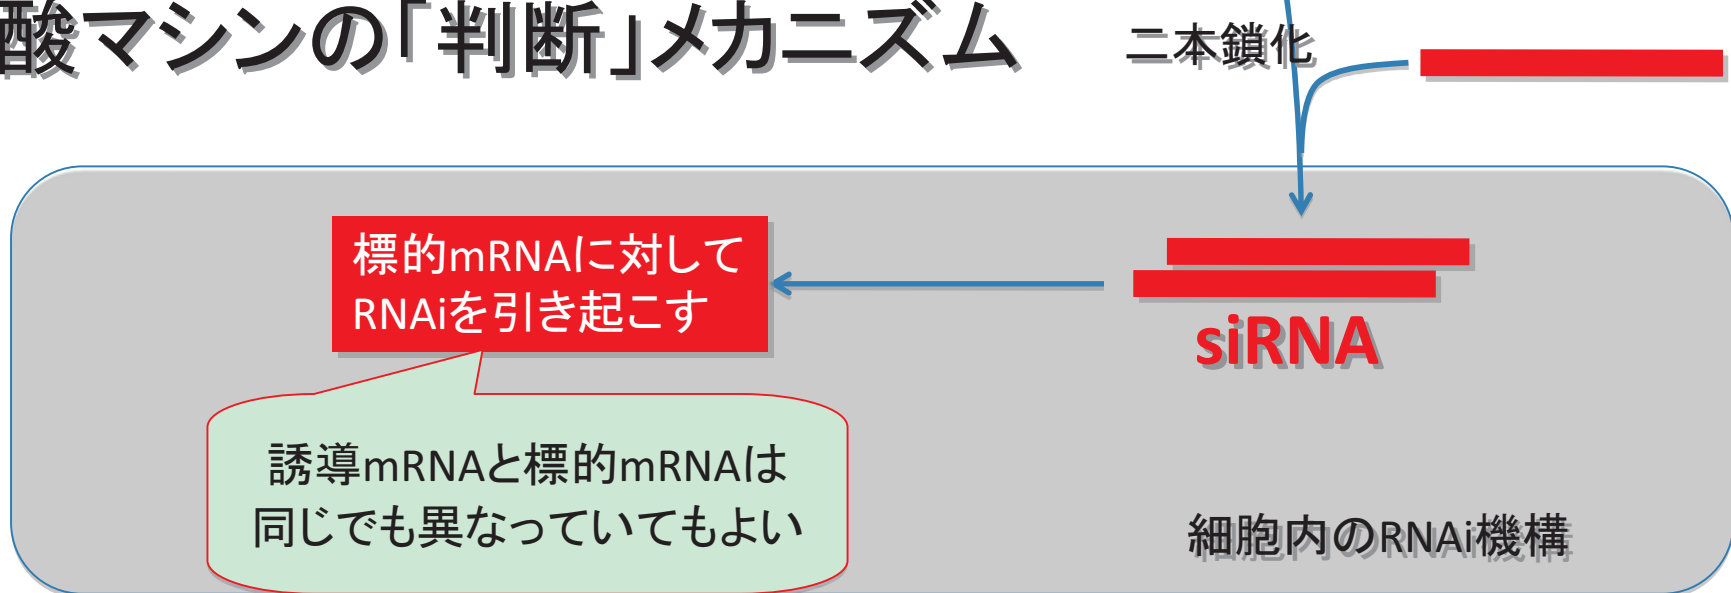 酸マシンの「判断」メカニズム
二本鎖化
標的mRNAに対して
RNAiを引き起こす
siRNA
誘導mRNAと標的mRNAは
同じでも異なっていてもよい
細胞内のRNAi機構